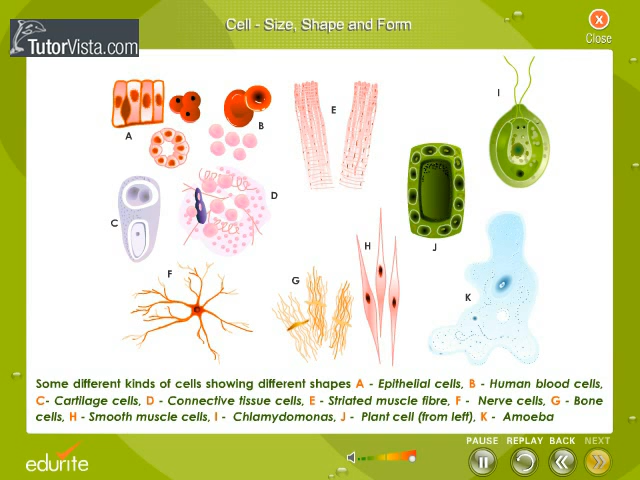 Cell - Size, Shape and Form
X
Close
TutorVista.com
A
B
C
D
E
F
G
H
I
J
K
Some different kinds of cells showing different shapes A - Epithelial cells, B - Human blood cells,
C- Cartilage cells, D - Connective tissue cells, E - Striated muscle fibre, F - Nerve cells, G - Bone
cells, H - Smooth muscle cells, I - Chlamydomonas, J - Plant cell (from left), K - Amoeba
edurite
PAUSE REPLAY BACK NEXT